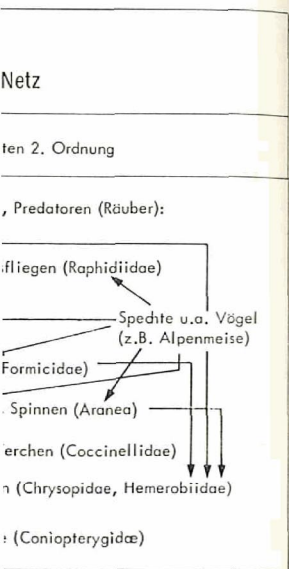 Netz
ten 2. Ordnung
, Predatoren (Räuber):
fliegen (Raphidiidae)
Spechte u.a. Vögel
(z.B. Alpenmeise)
Formicidae)
Spinnen (Aranea)
erchen (Coccinellidae)
n (Chrysopidae, Hemerobiidae)
(Coniopterygidae)